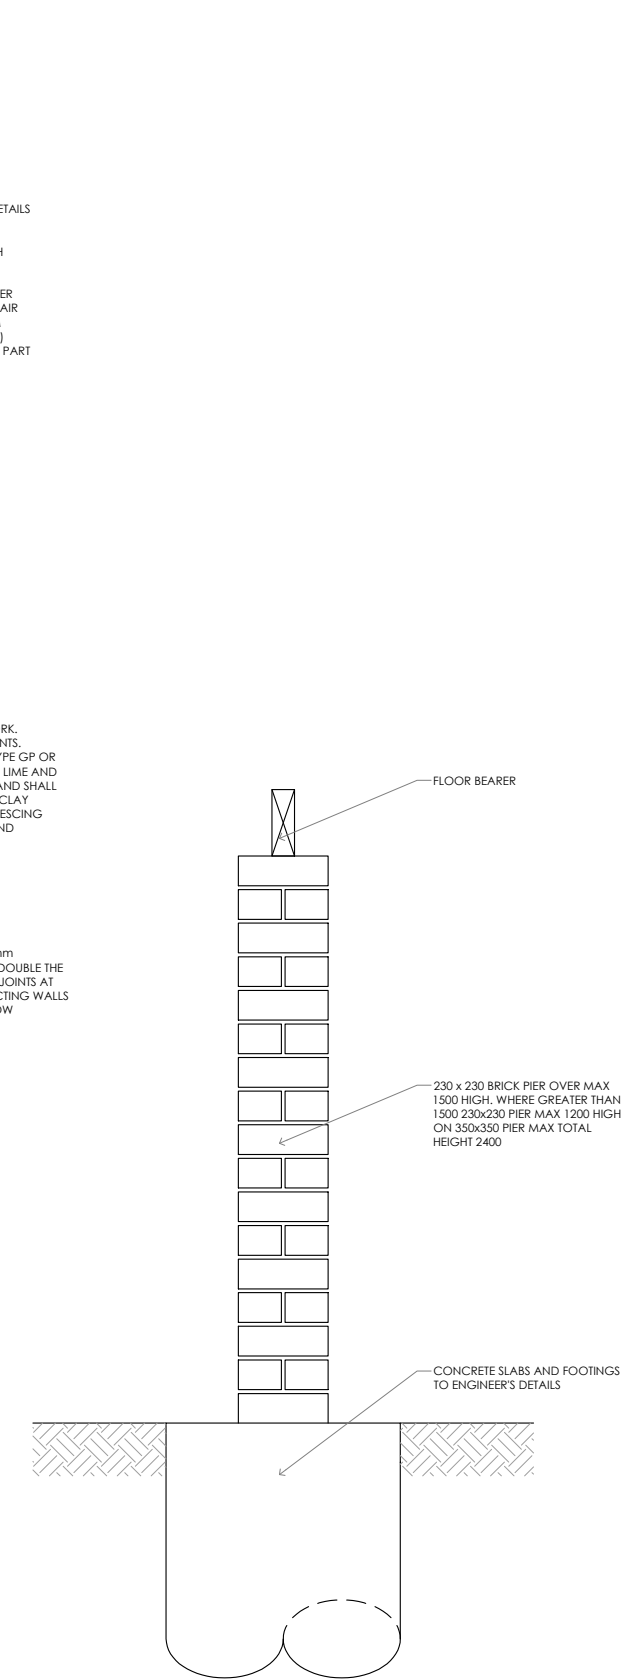 ETAILS
H
ER
AIR
)
PART
RK.
NTS.
YPE GP OR
LIME AND
AND SHALL
CLAY
ESCING
ND
mm
DOUBLE THE
JOINTS AT
CTING WALLS
OW
FLOOR BEARER
230 x 230 BRICK PIER OVER MAX
1500 HIGH. WHERE GREATER THAN
1500 230x230 PIER MAX 1200 HIGH
ON 350x350 PIER MAX TOTAL
HEIGHT 2400
CONCRETE SLABS AND FOOTINGS
TO ENGINEER'S DETAILS